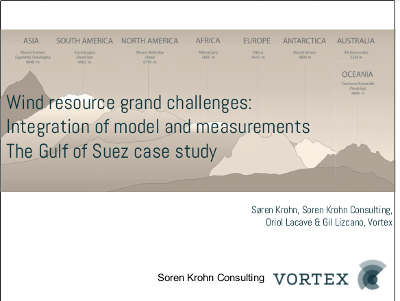 ASIA SOUTH AMERICA NORTH AMERICA AFRICA EUROPE ANTARCTICA AUSTRALIA
OCEANIA
Wind resource grand challenges:
Integration of model and measurements
The Gulf of Suez case study
Søren Krohn, Soren Krohn Consulting,
Oriol Lacave & Gil Lizcano, Vortex
Soren Krohn Consulting VORTEX